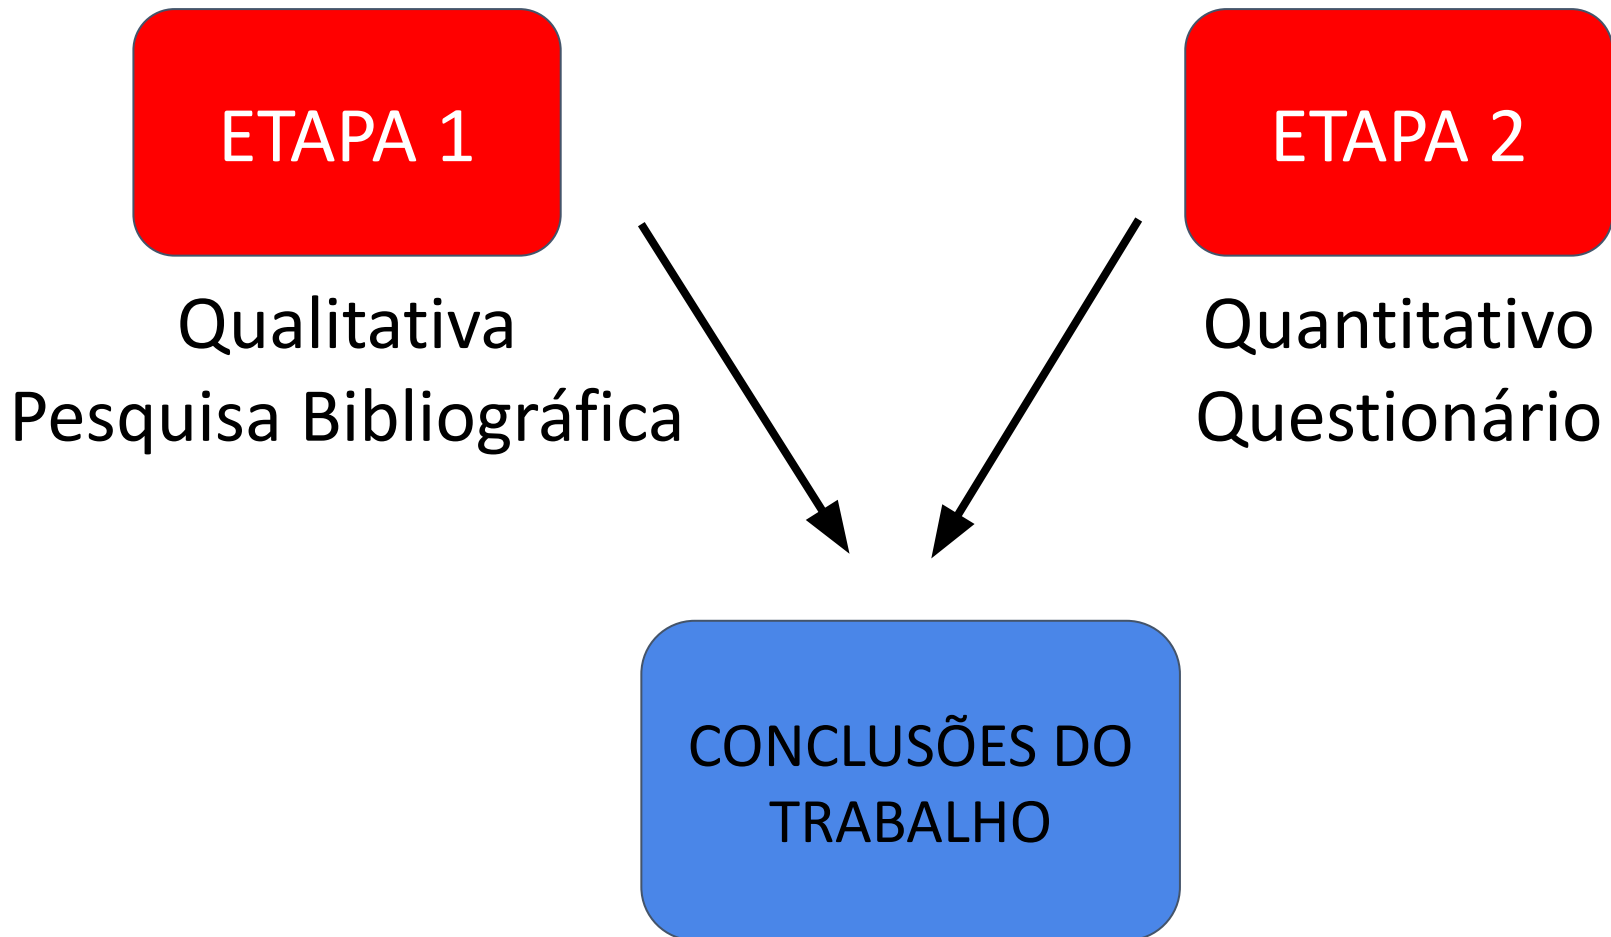 ETAPA 1
Qualitativa
Pesquisa Bibliográfica
ETAPA 2
Quantitativo
Questionário
CONCLUSÕES DO
TRABALHO